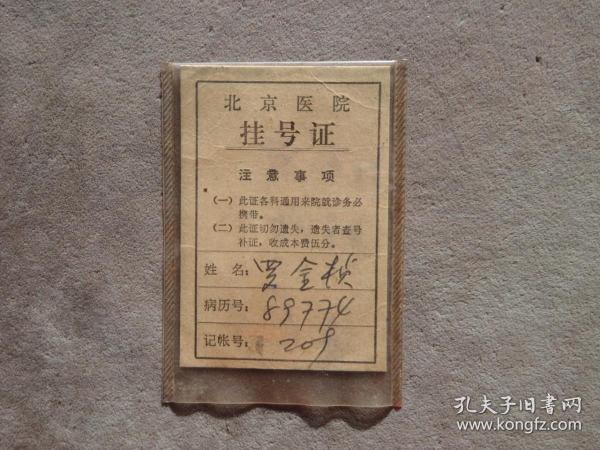 北京医院
挂号证
注意事项
(一) 此证各科通用来院就诊务必
携带。
(二) 此证切勿遗失，遗失者查号
补证，收成本费伍分。
姓名: 金桢
病历号: 89774
记帐号: 209
孔夫子旧书网
www.kongfz.com